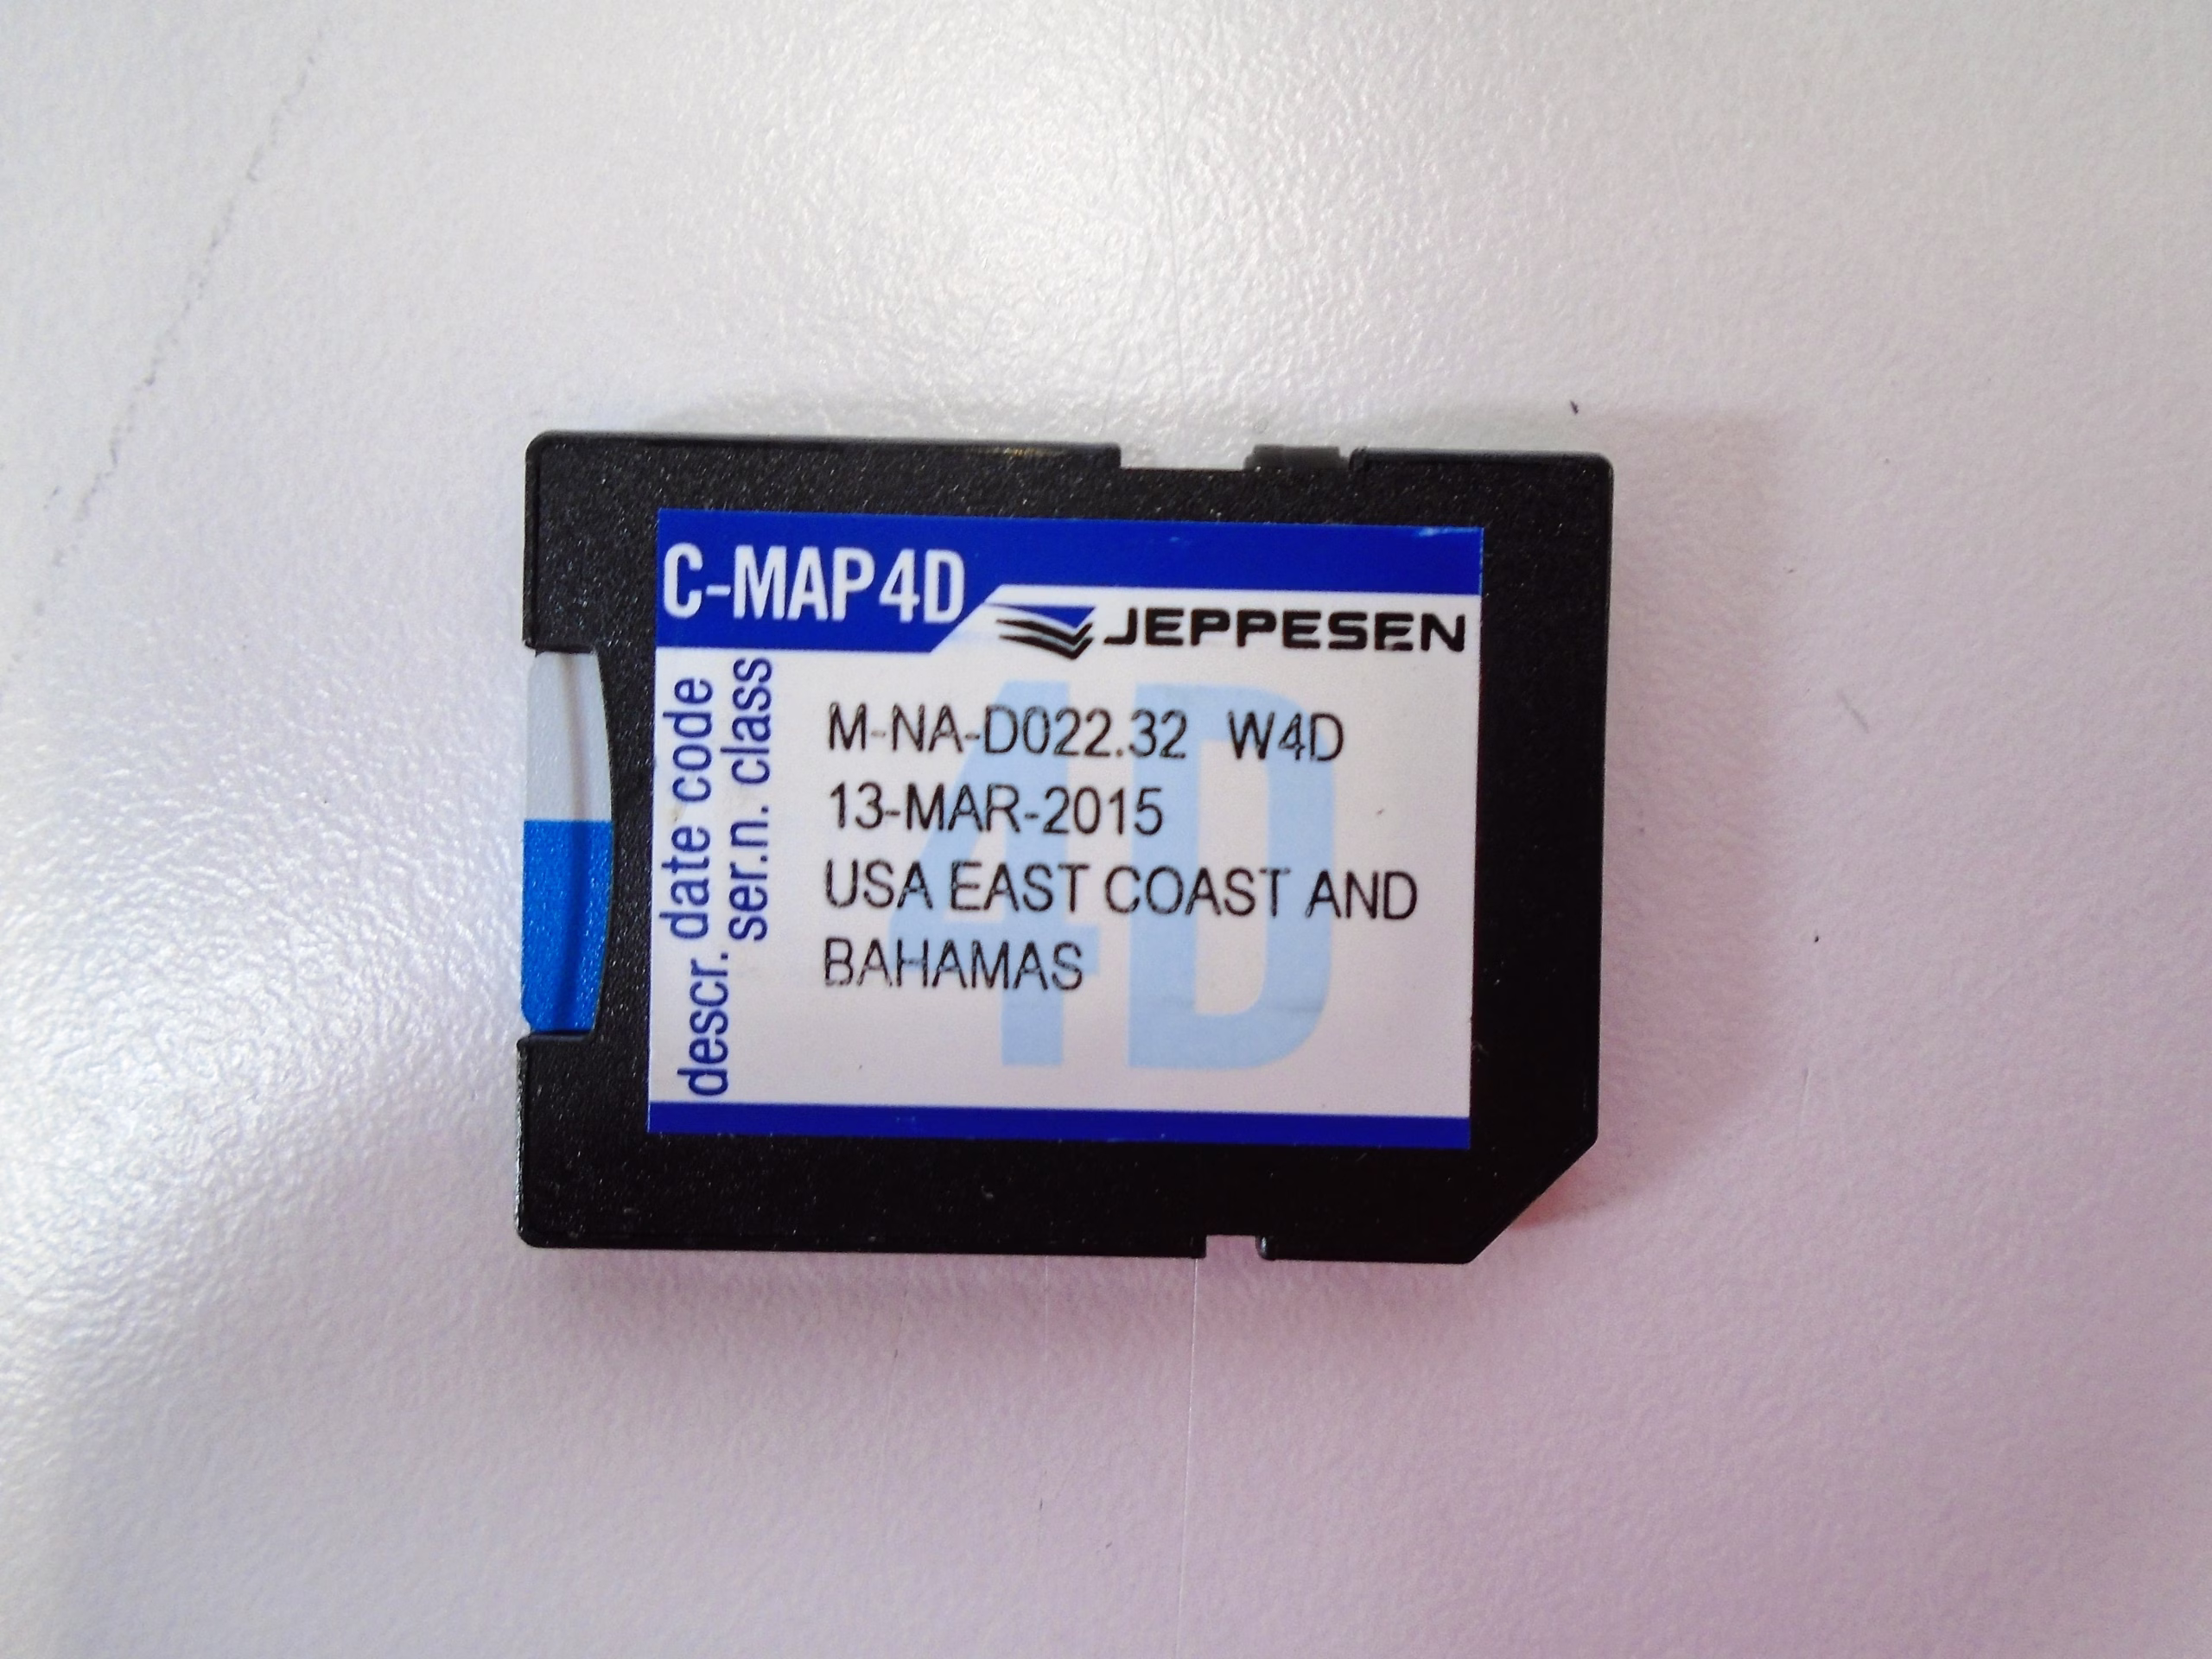 C-MAP 4D
JEPPESEN
descr. date code
ser.n. class
4D
M-NA-D022.32 W4D
13-MAR-2015
USA EAST COAST AND
BAHAMAS